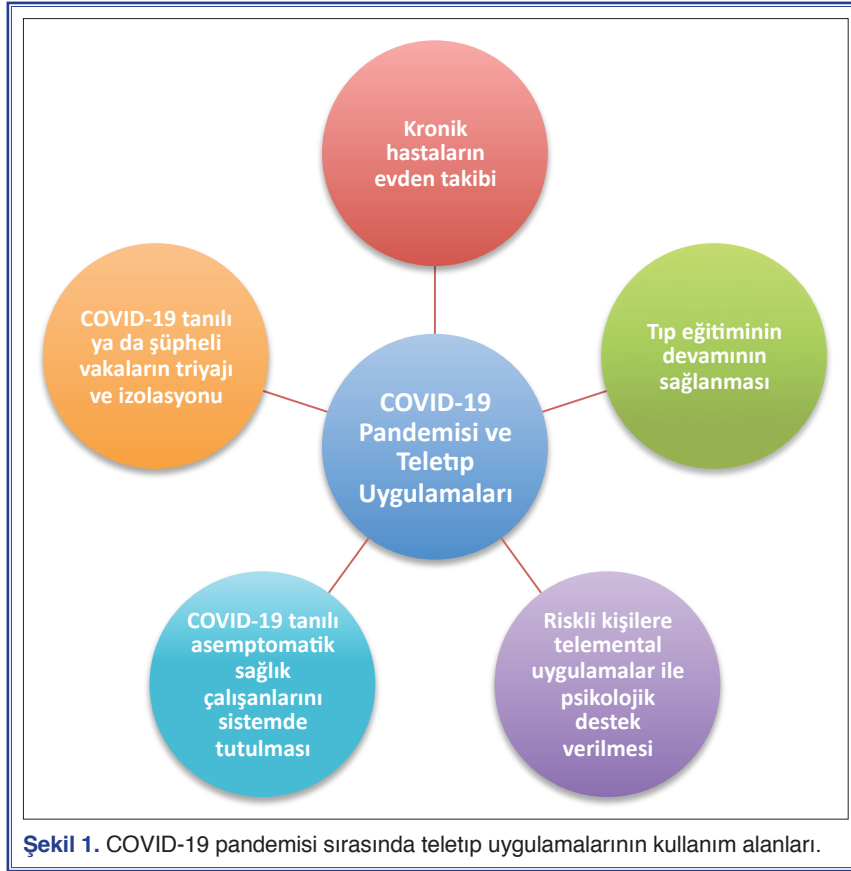 Kronik
hastaların
evden takibi
COVID-19 tanılı
ya da şüpheli
vakaların triyajı
ve izolasyonu
Tıp eğitiminin
devamının
sağlanması
COVID-19
Pandemisi ve
Teletıp
Uygulamaları
COVID-19 tanılı
asemptomatik
sağlık
çalışanlarını
sistemde
tutulması
Riskli kişilere
telemental
uygulamalar ile
psikolojik
destek
verilmesi
Şekil 1. COVID-19 pandemisi sırasında teletıp uygulamalarının kullanım alanları.